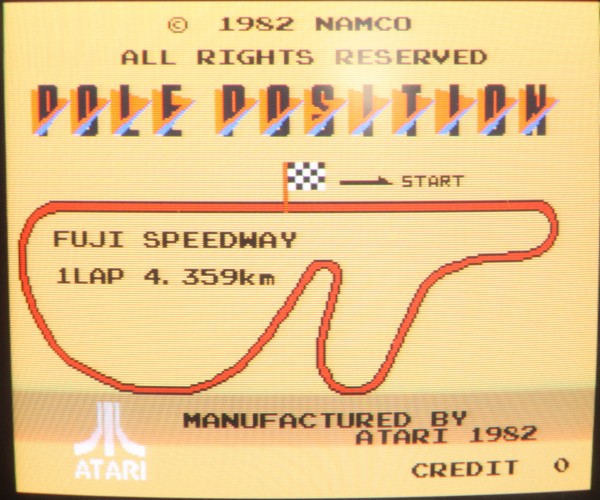 © 1982 NAMCO
ALL RIGHTS RESERVED
POLE POSITION
START
FUJI SPEEDWAY
1LAP 4.359km
MANUFACTURED BY
ATARI 1982
ATARI
CREDIT 0